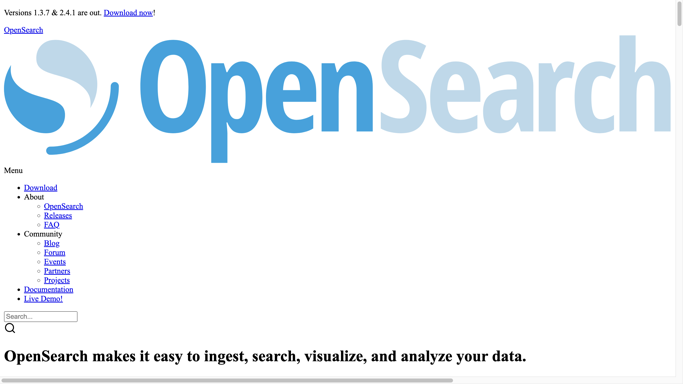 Versions 1.3.7 & 2.4.1 are out. Download now!
OpenSearch
OpenSearch
Menu
Download
About
OpenSearch
Releases
FAQ
Community
Blog
Forum
Events
Partners
Projects
Documentation
Live Demo!
Search...
OpenSearch makes it easy to ingest, search, visualize, and analyze your data.